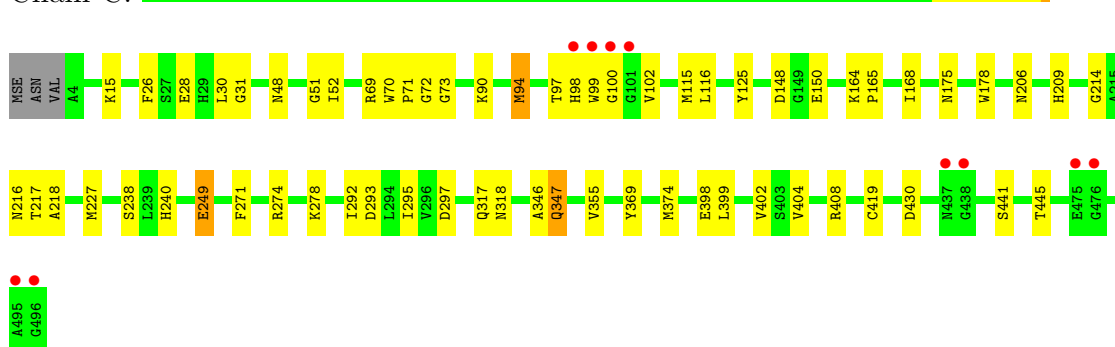 Chain C:
MSE ASN VAL A4 K15 F26 S27 E28 H29 L30 G31 N48 G51 I52 R69 W70 P71 G72 G73 K90 M94 T97 H98 W99 G100 G101 V102 M115 L116 Y125 D148 G149 E150 K164 P165 I168 N175 W178 N206 H209 G214 A215
N216 T217 A218 M227 S238 L239 H240 E249 F271 R274 K278 I292 D293 L294 I295 V296 D297 Q317 N318 A346 Q347 V355 Y369 M374 E398 L399 V402 S403 V404 R408 C419 D430 N437 G438 S441 T445 E475 G476
A495 G496